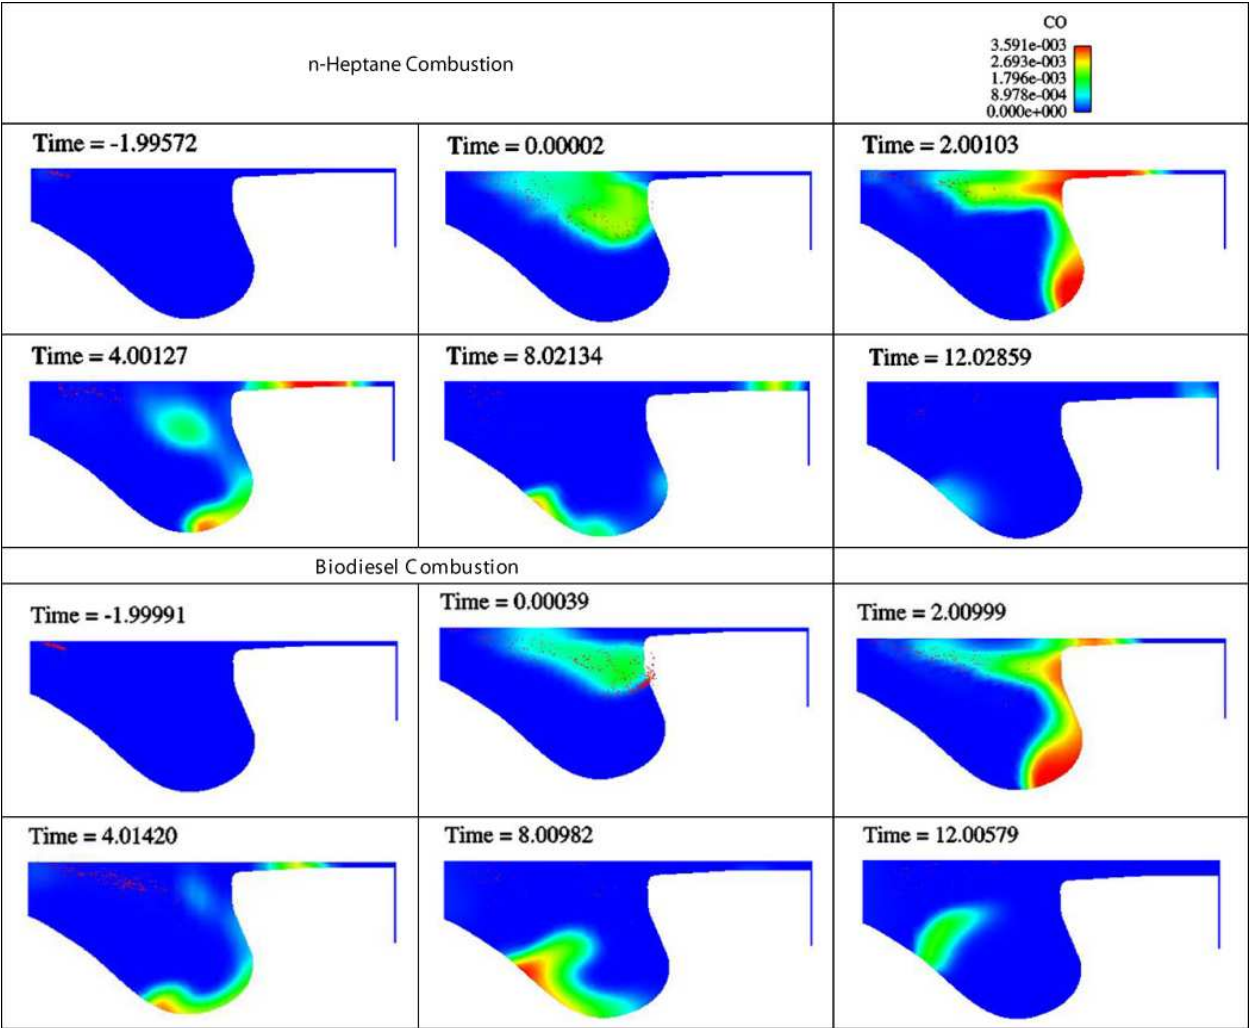 n-Heptane Combustion
CO
3.591e-003
2.693e-003
1.796e-003
8.978e-004
0.000e+000
Time = -1.99572
Time = 0.00002
Time = 2.00103
Time = 4.00127
Time = 8.02134
Time = 12.02859
Biodiesel Combustion
Time = -1.99991
Time = 0.00039
Time = 2.00999
Time = 4.01420
Time = 8.00982
Time = 12.00579